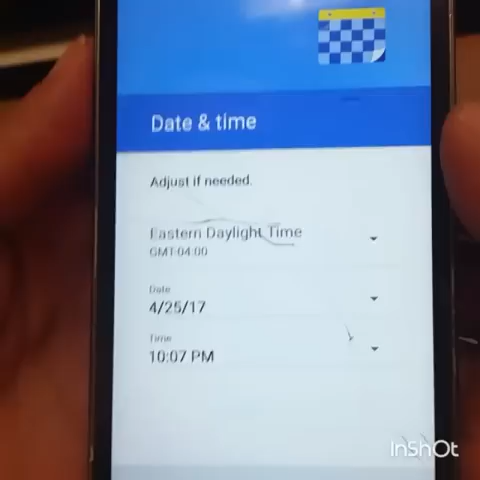 Date & time
Adjust if needed.
Eastern Daylight Time
GMT-04:00
Date
4/25/17
Time
10:07 PM
InShOt